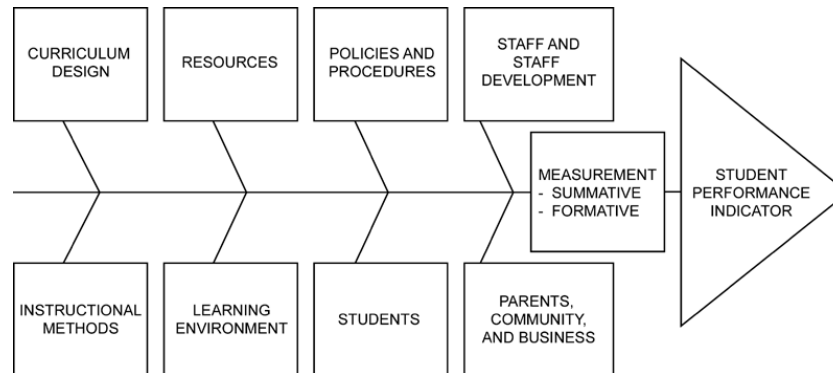 CURRICULUM
DESIGN
RESOURCES
POLICIES AND
PROCEDURES
STAFF AND
STAFF
DEVELOPMENT
MEASUREMENT
- SUMMATIVE
- FORMATIVE
STUDENT
PERFORMANCE
INDICATOR
INSTRUCTIONAL
METHODS
LEARNING
ENVIRONMENT
STUDENTS
PARENTS,
COMMUNITY,
AND BUSINESS